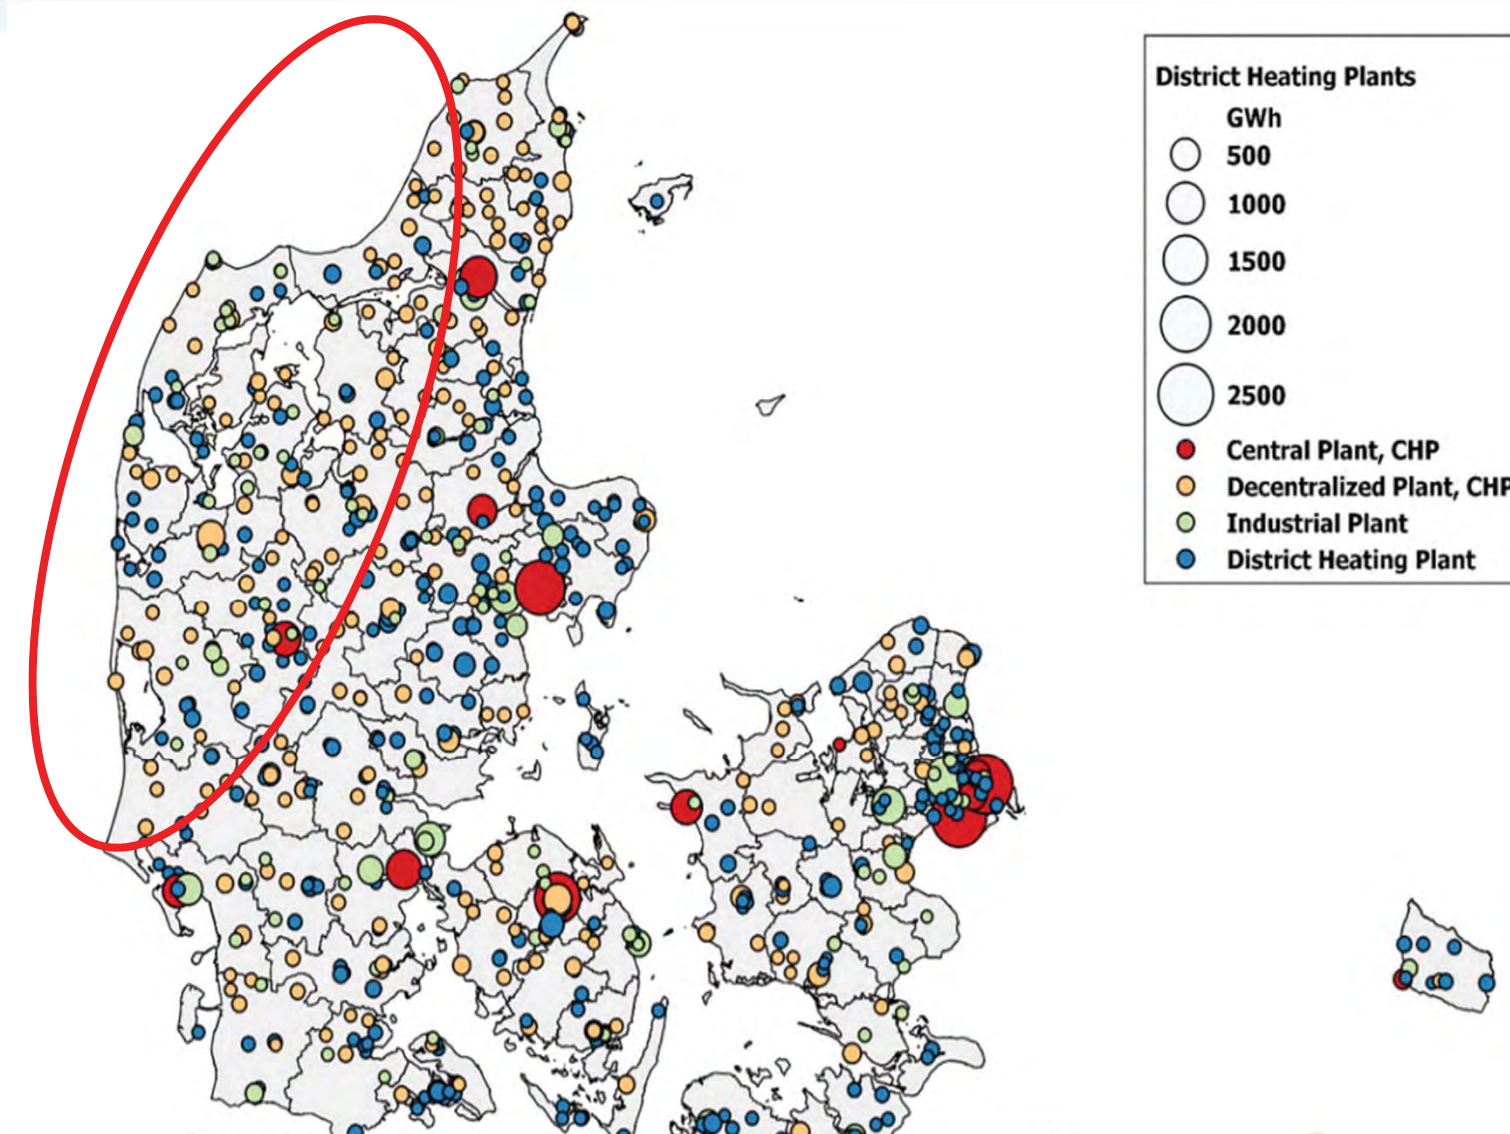 District Heating Plants
GWh
500
1000
1500
2000
2500
Central Plant, CHP
Decentralized Plant, CHP
Industrial Plant
District Heating Plant